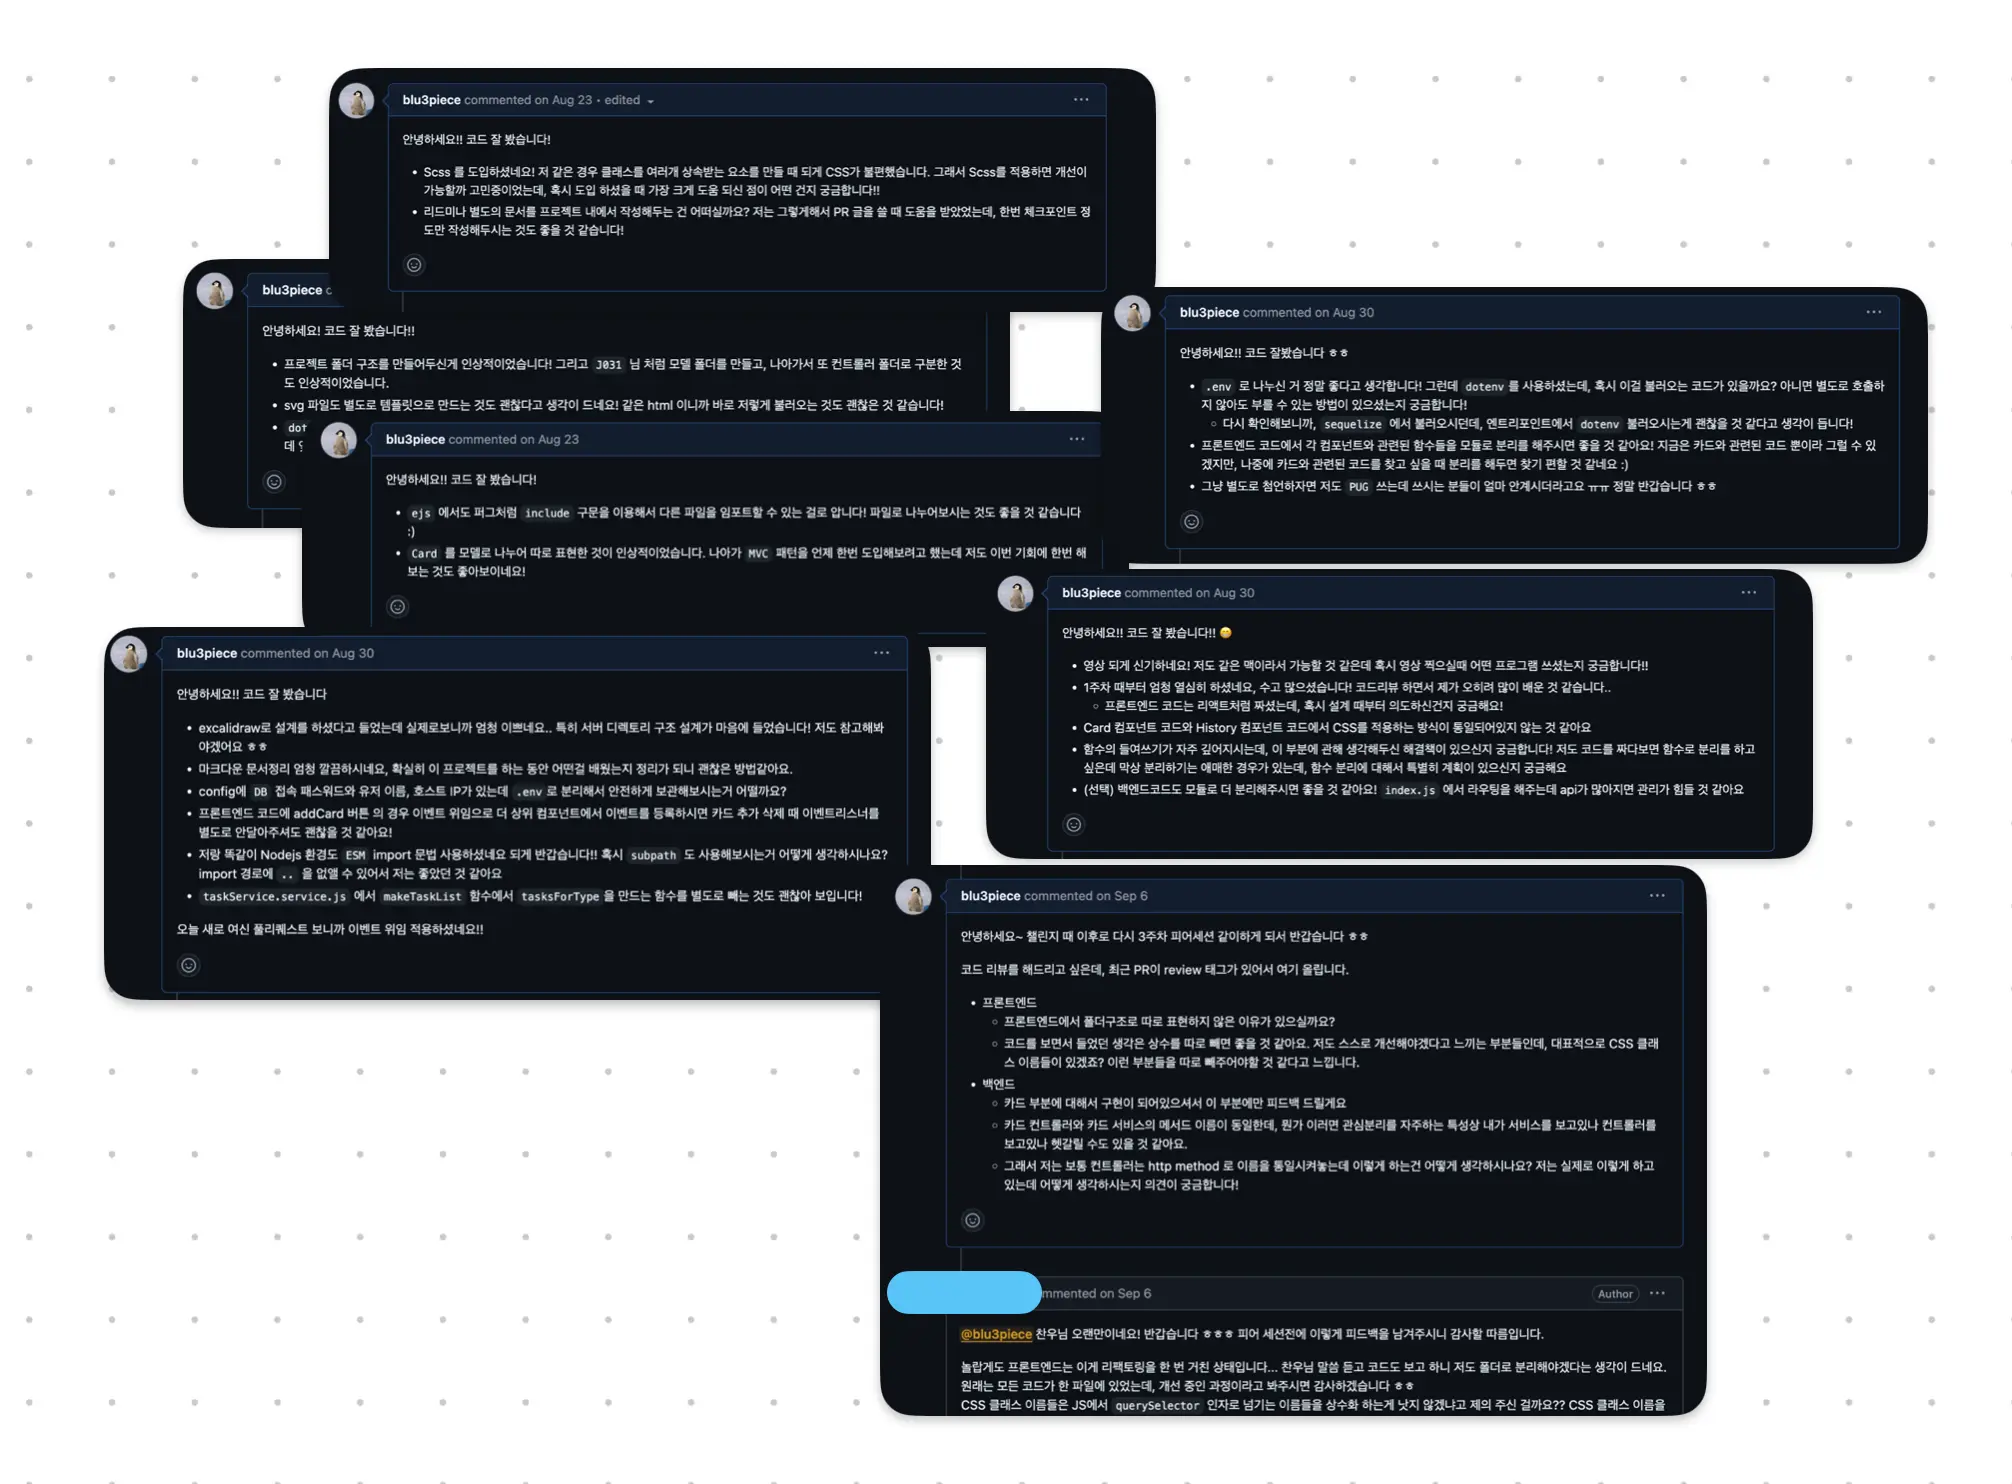 blu3piece commented on Aug 23 • edited
안녕하세요!! 코드 잘 봤습니다!
• Scss 를 도입하셨네요! 저 같은 경우 클래스를 여러개 상속받는 요소를 만들 때 되게 CSS가 불편했습니다. 그래서 Scss를 적용하면 개선이
가능할까 고민중이었는데, 혹시 도입 하셨을 때 가장 크게 도움 되신 점이 어떤 건지 궁금합니다!!
• 리드미나 별도의 문서를 프로젝트 내에서 작성해두는 건 어떠실까요? 저는 그렇게해서 PR 글을 쓸 때 도움을 받았었는데, 한번 체크포인트 정
도만 작성해두시는 것도 좋을 것 같습니다!
blu3piece
안녕하세요! 코드 잘 봤습니다!!
• 프로젝트 폴더 구조를 만들어두신게 인상적이었습니다! 그리고 J031 님 처럼 모델 폴더를 만들고, 나아가서 또 컨트롤러 폴더로 구분한 것
도 인상적이었습니다.
• svg 파일도 별도로 템플릿으로 만드는 것도 괜찮다고 생각이 드네요! 같은 html 이니까 바로 저렇게 불러오는 것도 괜찮은 것 같습니다!
• dot
데
blu3piece commented on Aug 23
안녕하세요!! 코드 잘 봤습니다!
• ejs 에서도 퍼그처럼 include 구문을 이용해서 다른 파일을 임포트할 수 있는 걸로 압니다! 파일로 나누어보시는 것도 좋을 것 같습니다
:)
• Card 를 모델로 나누어 따로 표현한 것이 인상적이었습니다. 나아가 MVC 패턴을 언제 한번 도입해보려고 했는데 저도 이번 기회에 한번 해
보는 것도 좋아보이네요!
blu3piece commented on Aug 30
안녕하세요!! 코드 잘봤습니다 ㅎㅎ
• .env 로 나누신 거 정말 좋다고 생각합니다! 그런데 dotenv 를 사용하셨는데, 혹시 이걸 불러오는 코드가 있을까요? 아니면 별도로 호출하
지 않아도 부를 수 있는 방법이 있으셨는지 궁금합니다!
◦ 다시 확인해보니까, sequelize 에서 불러오시던데, 엔트리포인트에서 dotenv 불러오시는게 괜찮을 것 같다고 생각이 듭니다!
• 프론트엔드 코드에서 각 컴포넌트와 관련된 함수들을 모듈로 분리를 해주시면 좋을 것 같아요! 지금은 카드와 관련된 코드 뿐이라 그럴 수 있
겠지만, 나중에 카드와 관련된 코드를 찾고 싶을 때 분리를 해두면 찾기 편할 것 같네요 :)
• 그냥 별도로 첨언하자면 저도 PUG 쓰는데 쓰시는 분들이 얼마 안계시더라고요 ㅠㅠ 정말 반갑습니다 ㅎㅎ
blu3piece commented on Aug 30
안녕하세요!! 코드 잘 봤습니다!! 😋
• 영상 되게 신기하네요! 저도 같은 맥이라서 가능할 것 같은데 혹시 영상 찍으실때 어떤 프로그램 쓰셨는지 궁금합니다!!
• 1주차 때부터 엄청 열심히 하셨네요, 수고 많으셨습니다! 코드리뷰 하면서 제가 오히려 많이 배운 것 같습니다..
◦ 프론트엔드 코드는 리액트처럼 짜셨는데, 혹시 설계 때부터 의도하신건지 궁금해요!
• Card 컴포넌트 코드와 History 컴포넌트 코드에서 CSS를 적용하는 방식이 통일되어있지 않는 것 같아요
• 함수의 들여쓰기가 자주 깊어지시는데, 이 부분에 관해 생각해두신 해결책이 있으신지 궁금합니다! 저도 코드를 짜다보면 함수로 분리를 하고
싶은데 막상 분리하기는 애매한 경우가 있는데, 함수 분리에 대해서 특별히 계획이 있으신지 궁금해요
• (선택) 백엔드코드도 모듈로 더 분리해주시면 좋을 것 같아요! index.js 에서 라우팅을 해주는데 api가 많아지면 관리가 힘들 것 같아요
blu3piece commented on Aug 30
안녕하세요!! 코드 잘 봤습니다
• excalidraw로 설계를 하셨다고 들었는데 실제로보니까 엄청 이쁘네요.. 특히 서버 디렉토리 구조 설계가 마음에 들었습니다! 저도 참고해봐
야겠어요 ㅎㅎ
• 마크다운 문서정리 엄청 깔끔하시네요, 확실히 이 프로젝트를 하는 동안 어떤걸 배웠는지 정리가 되니 괜찮은 방법같아요.
• config에 DB 접속 패스워드와 유저 이름, 호스트 IP가 있는데 .env 로 분리해서 안전하게 보관해보시는거 어떨까요?
• 프론트엔드 코드에 addCard 버튼 의 경우 이벤트 위임으로 더 상위 컴포넌트에서 이벤트를 등록하시면 카드 추가 삭제 때 이벤트리스너를
별도로 안달아주셔도 괜찮을 것 같아요!
• 저랑 똑같이 Nodejs 환경도 ESM import 문법 사용하셨네요 되게 반갑습니다!! 혹시 subpath 도 사용해보시는거 어떻게 생각하시나요?
import 경로에 .. 을 없앨 수 있어서 저는 좋았던 것 같아요
• taskService.service.js 에서 makeTaskList 함수에서 tasksForType 을 만드는 함수를 별도로 빼는 것도 괜찮아 보입니다!
오늘 새로 여신 풀리퀘스트 보니까 이벤트 위임 적용하셨네요!!
blu3piece commented on Sep 6
안녕하세요~ 챌린지 때 이후로 다시 3주차 피어세션 같이하게 되서 반갑습니다 ㅎㅎ
코드 리뷰를 해드리고 싶은데, 최근 PR이 review 태그가 있어서 여기 올립니다.
• 프론트엔드
◦ 프론트엔드에서 폴더구조로 따로 표현하지 않은 이유가 있으실까요?
◦ 코드를 보면서 들었던 생각은 상수를 따로 빼면 좋을 것 같아요. 저도 스스로 개선해야겠다고 느끼는 부분들인데, 대표적으로 CSS 클래
스 이름들이 있겠죠? 이런 부분들을 따로 빼주어야할 것 같다고 느낍니다.
• 백엔드
◦ 카드 부분에 대해서 구현이 되어있으셔서 이 부분에만 피드백 드릴게요
◦ 카드 컨트롤러와 카드 서비스의 메서드 이름이 동일한데, 뭔가 이러면 관심분리를 자주하는 특성상 내가 서비스를 보고있나 컨트롤러를
보고있나 헷갈릴 수도 있을 것 같아요.
◦ 그래서 저는 보통 컨트롤러는 http method 로 이름을 통일시켜놓는데 이렇게 하는건 어떻게 생각하시나요? 저는 실제로 이렇게 하고
있는데 어떻게 생각하시는지 의견이 궁금합니다!
mmented on Sep 6 Author
@blu3piece 찬우님 오랜만이네요! 반갑습니다 ㅎㅎㅎ 피어 세션전에 이렇게 피드백을 남겨주시니 감사할 따름입니다.
놀랍게도 프론트엔드는 이게 리팩토링을 한 번 거친 상태입니다... 찬우님 말씀 듣고 코드도 보고 하니 저도 폴더로 분리해야겠다는 생각이 드네요.
원래는 모든 코드가 한 파일에 있었는데, 개선 중인 과정이라고 봐주시면 감사하겠습니다 ㅎㅎ
CSS 클래스 이름들은 JS에서 querySelector 인자로 넘기는 이름들을 상수화 하는게 낫지 않겠냐고 제의 주신 걸까요?? CSS 클래스 이름을